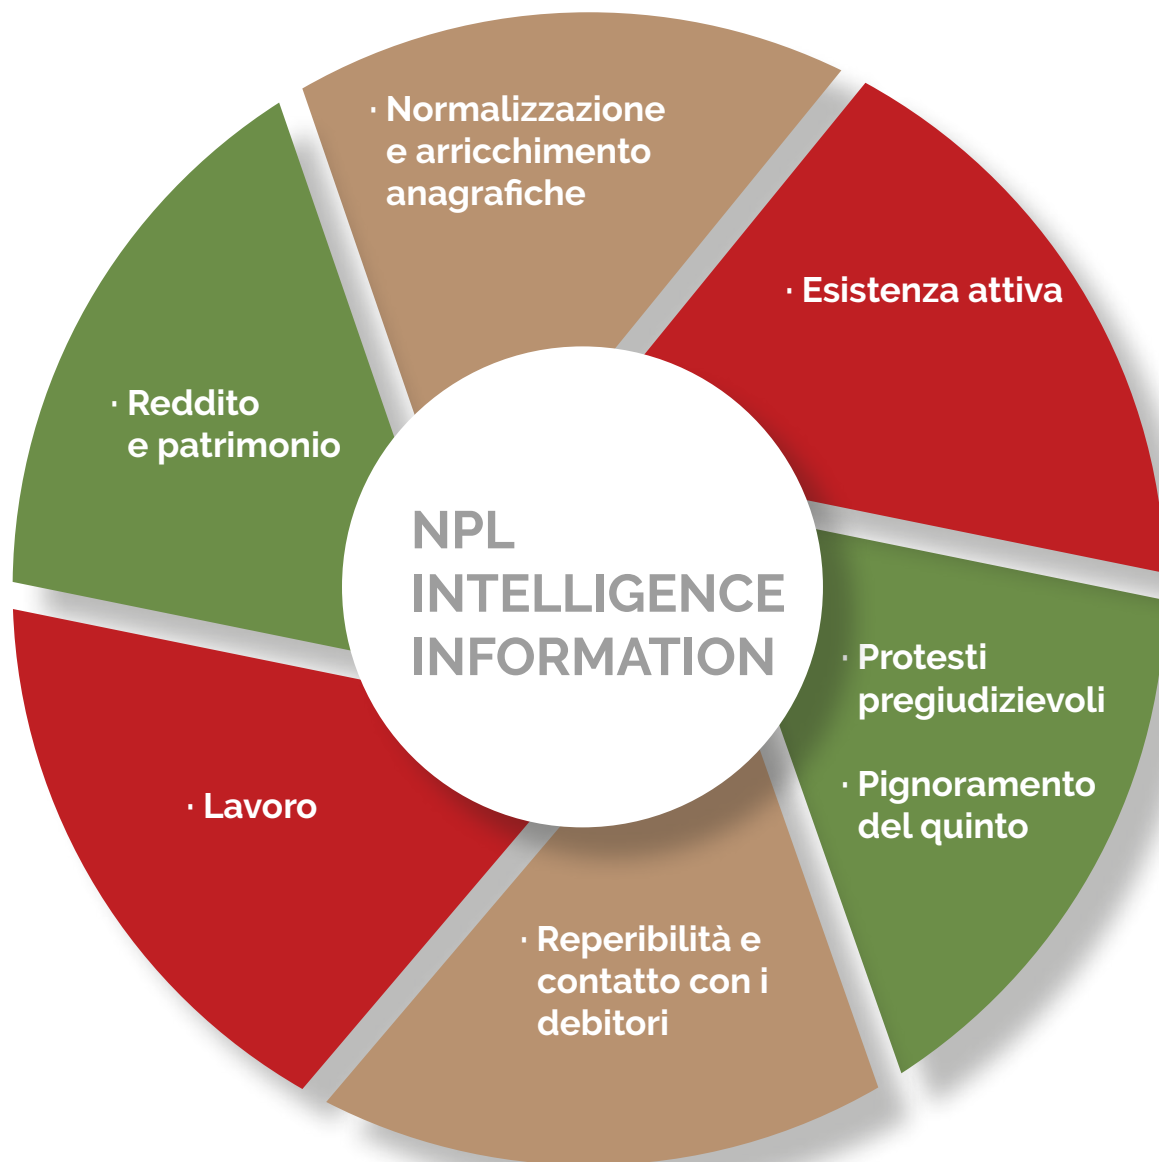 · Normalizzazione
e arricchimento
anagrafiche
· Esistenza attiva
· Reddito
e patrimonio
NPL
INTELLIGENCE
INFORMATION
· Protesti
pregiudizievoli
· Pignoramento
del quinto
· Lavoro
· Reperibilità e
contatto con i
debitori